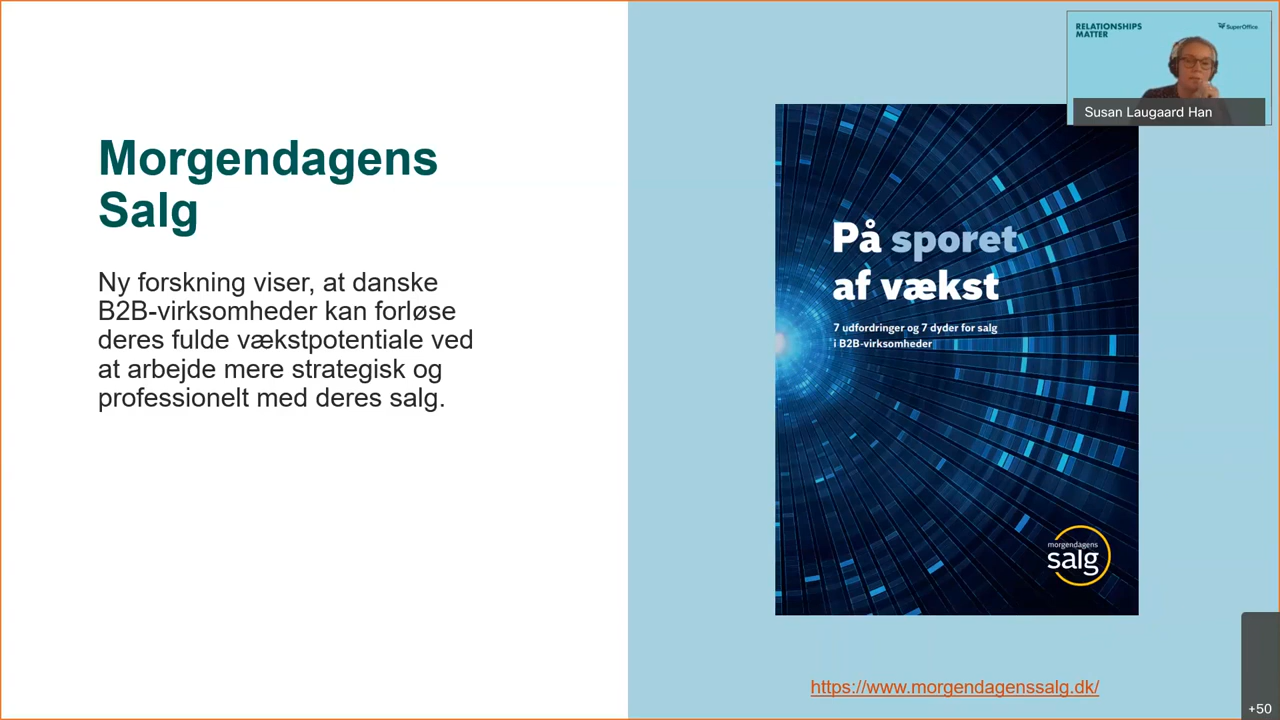 Morgendagens
Salg
Ny forskning viser, at danske
B2B-virksomheder kan forløse
deres fulde vækstpotentiale ved
at arbejde mere strategisk og
professionelt med deres salg.
På sporet
af vækst
7 udfordringer og 7 dyder for salg
i B2B-virksomheder
morgendagens
salg
https://www.morgendagenssalg.dk/
RELATIONSHIPS
MATTER
SuperOffice
Susan Laugaard Han
+50